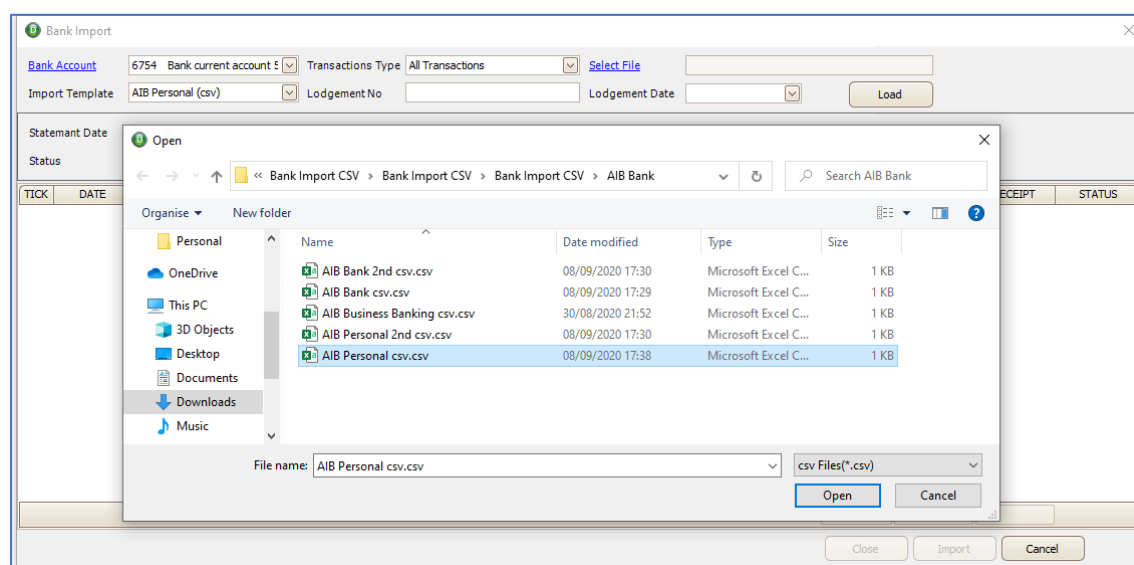 Bank Import
Bank Account 6754 Bank current account 5 Transactions Type All Transactions Select File
Import Template AIB Personal (csv) Lodgement No Lodgement Date Load
Statemant Date
Status
TICK DATE ECEIPT STATUS
Open
« Bank Import CSV > Bank Import CSV > Bank Import CSV > AIB Bank Search AIB Bank
Organise New folder
Name Date modified Type Size
Personal
OneDrive
This PC
3D Objects
Desktop
Documents
Downloads
Music
AIB Bank 2nd csv.csv 08/09/2020 17:30 Microsoft Excel C... 1 KB
AIB Bank csv.csv 08/09/2020 17:29 Microsoft Excel C... 1 KB
AIB Business Banking csv.csv 30/08/2020 21:52 Microsoft Excel C... 1 KB
AIB Personal 2nd csv.csv 08/09/2020 17:30 Microsoft Excel C... 1 KB
AIB Personal csv.csv 08/09/2020 17:38 Microsoft Excel C... 1 KB
File name: AIB Personal csv.csv csv Files(*.csv)
Open Cancel
Close Import Cancel